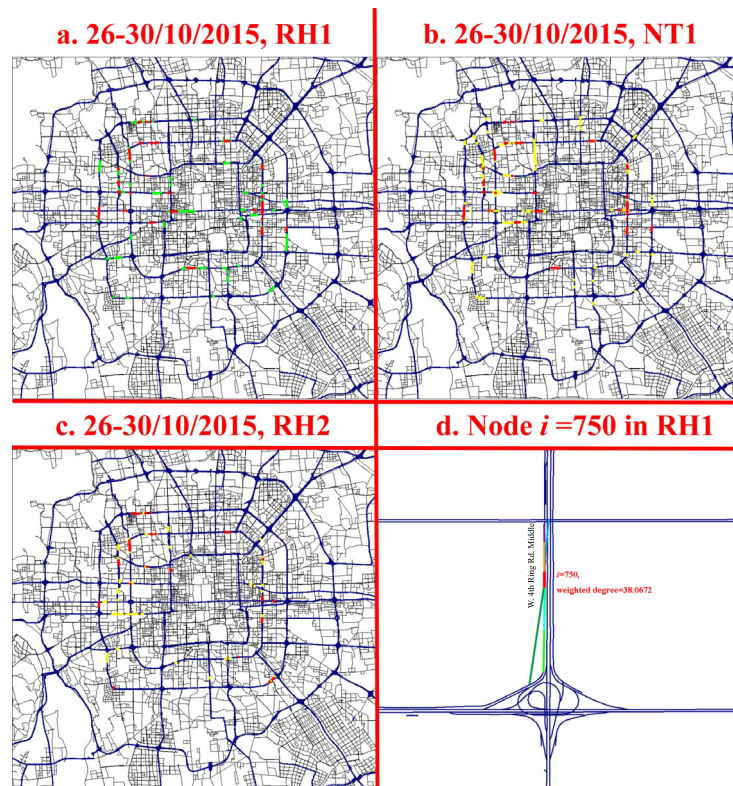 a. 26-30/10/2015, RH1
b. 26-30/10/2015, NT1
c. 26-30/10/2015, RH2
d. Node i =750 in RH1
W. 4th Ring Rd. Middle
i=750,
weighted degree=38.0672